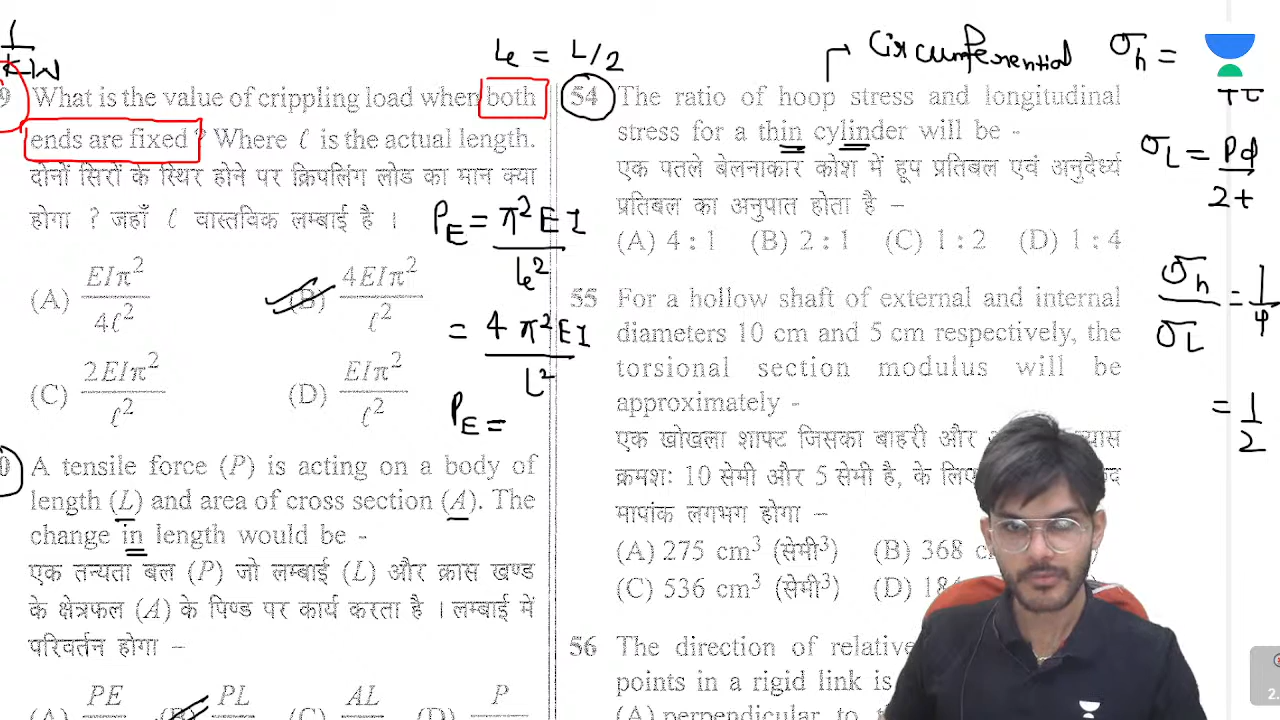 1
Le = L/2
Circumferential
σh =
9 What is the value of crippling load when both
ends are fixed ? Where ℓ is the actual length.
दोनों सिरों के स्थिर होने पर क्रिपलिंग लोड का मान क्या
होगा ? जहाँ ℓ वास्तविक लम्बाई है ।
PE = π²EI
Le²
(A) EIπ²
4ℓ²
(B) 4EIπ²
ℓ²
= 4π²EI
L²
(C) 2EIπ²
ℓ²
(D) EIπ²
ℓ²
PE =
0 A tensile force (P) is acting on a body of
length (L) and area of cross section (A). The
change in length would be -
एक तन्यता बल (P) जो लम्बाई (L) और क्रास खण्ड
के क्षेत्रफल (A) के पिण्ड पर कार्य करता है । लम्बाई में
परिवर्तन होगा –
(A) PE (B) PL (C) AL (D) P
54 The ratio of hoop stress and longitudinal
stress for a thin cylinder will be -
एक पतले बेलनाकार कोश में हूप प्रतिबल एवं अनुदैर्ध्य
प्रतिबल का अनुपात होता है –
(A) 4 : 1 (B) 2 : 1 (C) 1 : 2 (D) 1 : 4
σL = Pd
2t
σh = 1
σL 4
= 1
2
55 For a hollow shaft of external and internal
diameters 10 cm and 5 cm respectively, the
torsional section modulus will be
approximately -
एक खोखला शाफ्ट जिसका बाहरी और
क्रमशः 10 सेमी और 5 सेमी है, के
मापांक लगभग होगा –
(A) 275 cm³ (सेमी³) (B) 368
(C) 536 cm³ (सेमी³) (D)
56 The direction of relative
points in a rigid link is
(A) perpendicular to